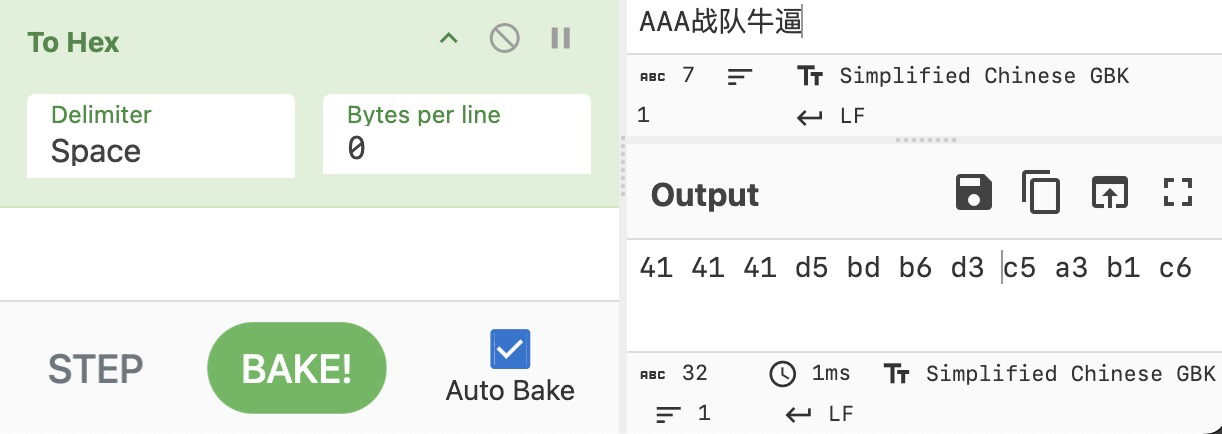 To Hex
Delimiter
Space
Bytes per line
0
STEP
BAKE!
Auto Bake
AAA战队牛逼
ABC 7 Simplified Chinese GBK
1 LF
Output
41 41 41 d5 bd b6 d3 c5 a3 b1 c6
ABC 32 1ms Simplified Chinese GBK
1 LF